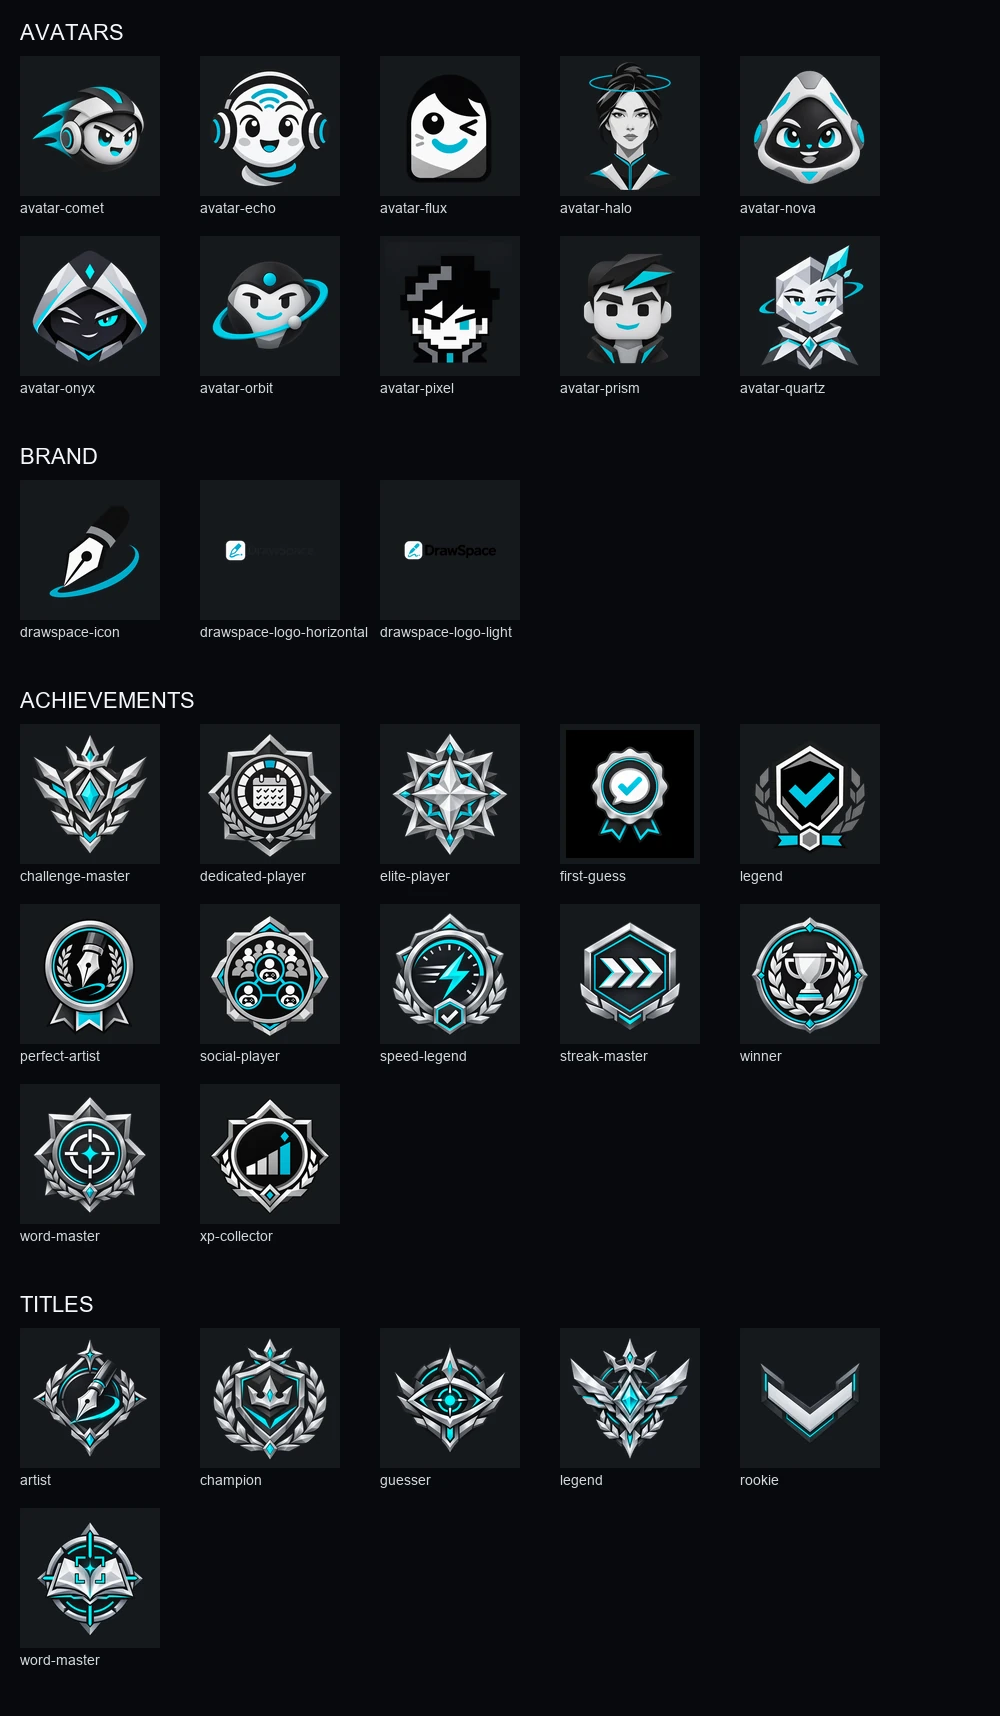 AVATARS
avatar-comet avatar-echo avatar-flux avatar-halo avatar-nova
avatar-onyx avatar-orbit avatar-pixel avatar-prism avatar-quartz
BRAND
DrawSpace DrawSpace
drawspace-icon drawspace-logo-horizontal drawspace-logo-light
ACHIEVEMENTS
challenge-master dedicated-player elite-player first-guess legend
perfect-artist social-player speed-legend streak-master winner
word-master xp-collector
TITLES
artist champion guesser legend rookie
word-master